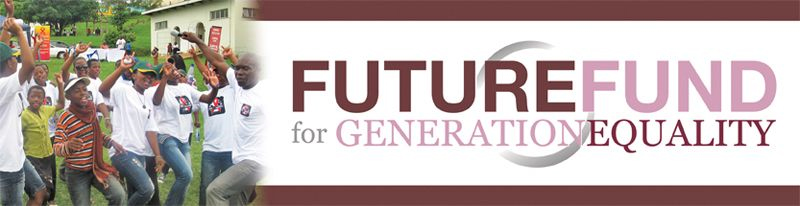 FUTUREFUND
for GENERATIONEQUALITY